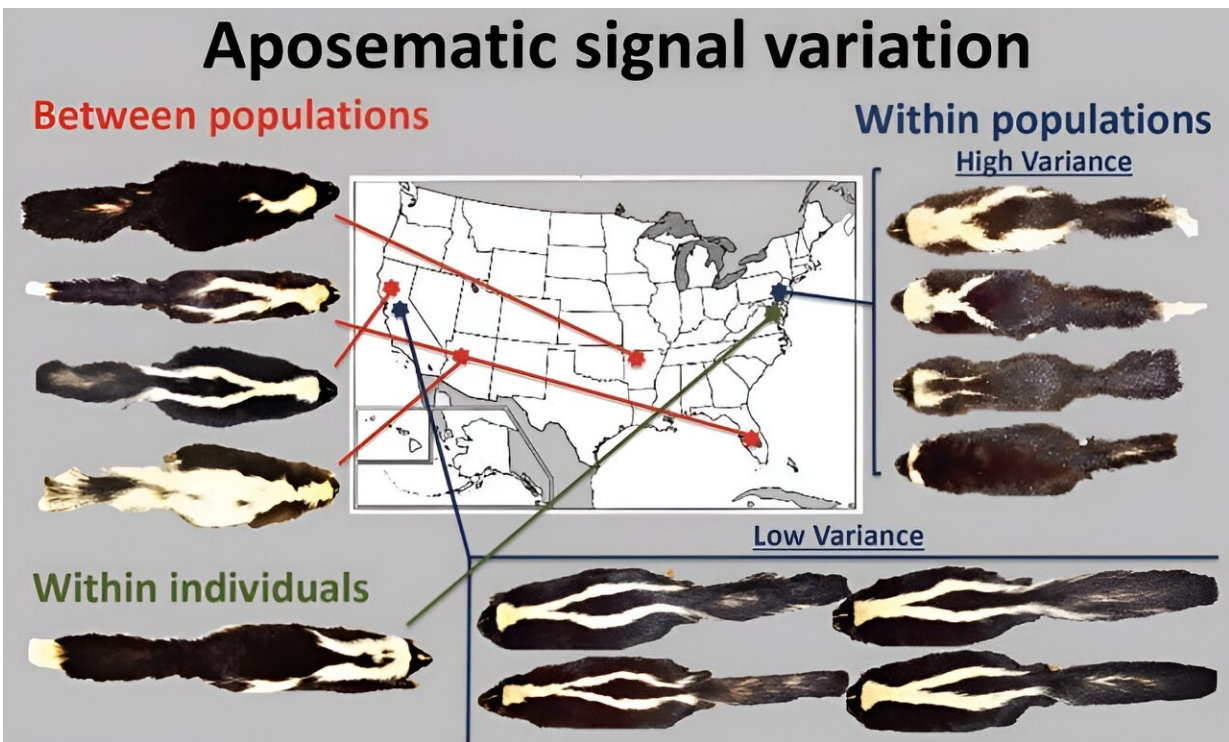 Aposematic signal variation
Between populations
Within populations
High Variance
Low Variance
Within individuals